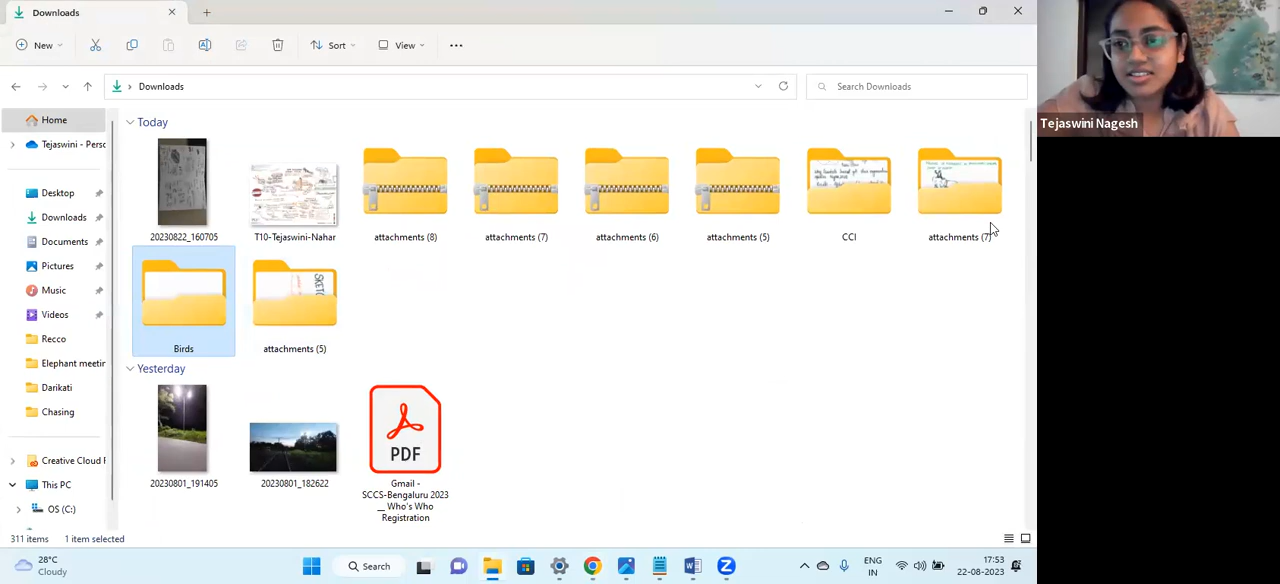 Downloads
New
Sort
View
Downloads
Search Downloads
Tejaswini Nagesh
Home
Tejaswini - Perso
Desktop
Downloads
Documents
Pictures
Music
Videos
Recco
Elephant meetin
Darikati
Chasing
Creative Cloud F
This PC
OS (C:)
Today
20230822_160705
T10-Tejaswini-Nahar
attachments (8)
attachments (7)
attachments (6)
attachments (5)
CCI
attachments (7)
Birds
attachments (5)
SKETC
Yesterday
20230801_191405
20230801_182622
PDF
Gmail -
SCCS-Bengaluru 2023
__ Who's Who
Registration
311 items
1 item selected
28°C
Cloudy
Search
ENG
IN
17:53
22-08-2023